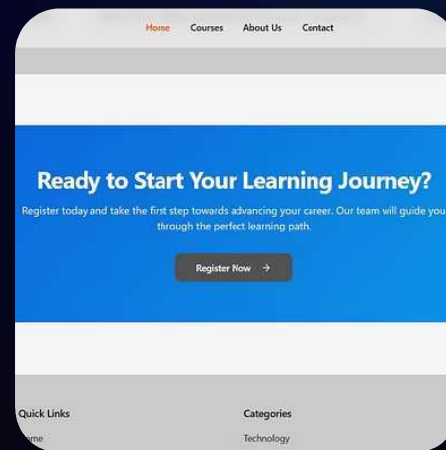 Home Courses About Us Contact
Ready to Start Your Learning Journey?
Register today and take the first step towards advancing your career. Our team will guide you
through the perfect learning path.
Register Now →
Quick Links Categories
Technology